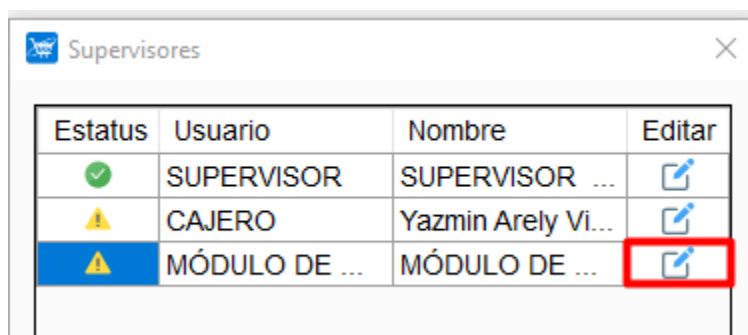 Supervisores
Estatus Usuario Nombre Editar
SUPERVISOR SUPERVISOR ...
CAJERO Yazmin Arely Vi...
MÓDULO DE ... MÓDULO DE ...